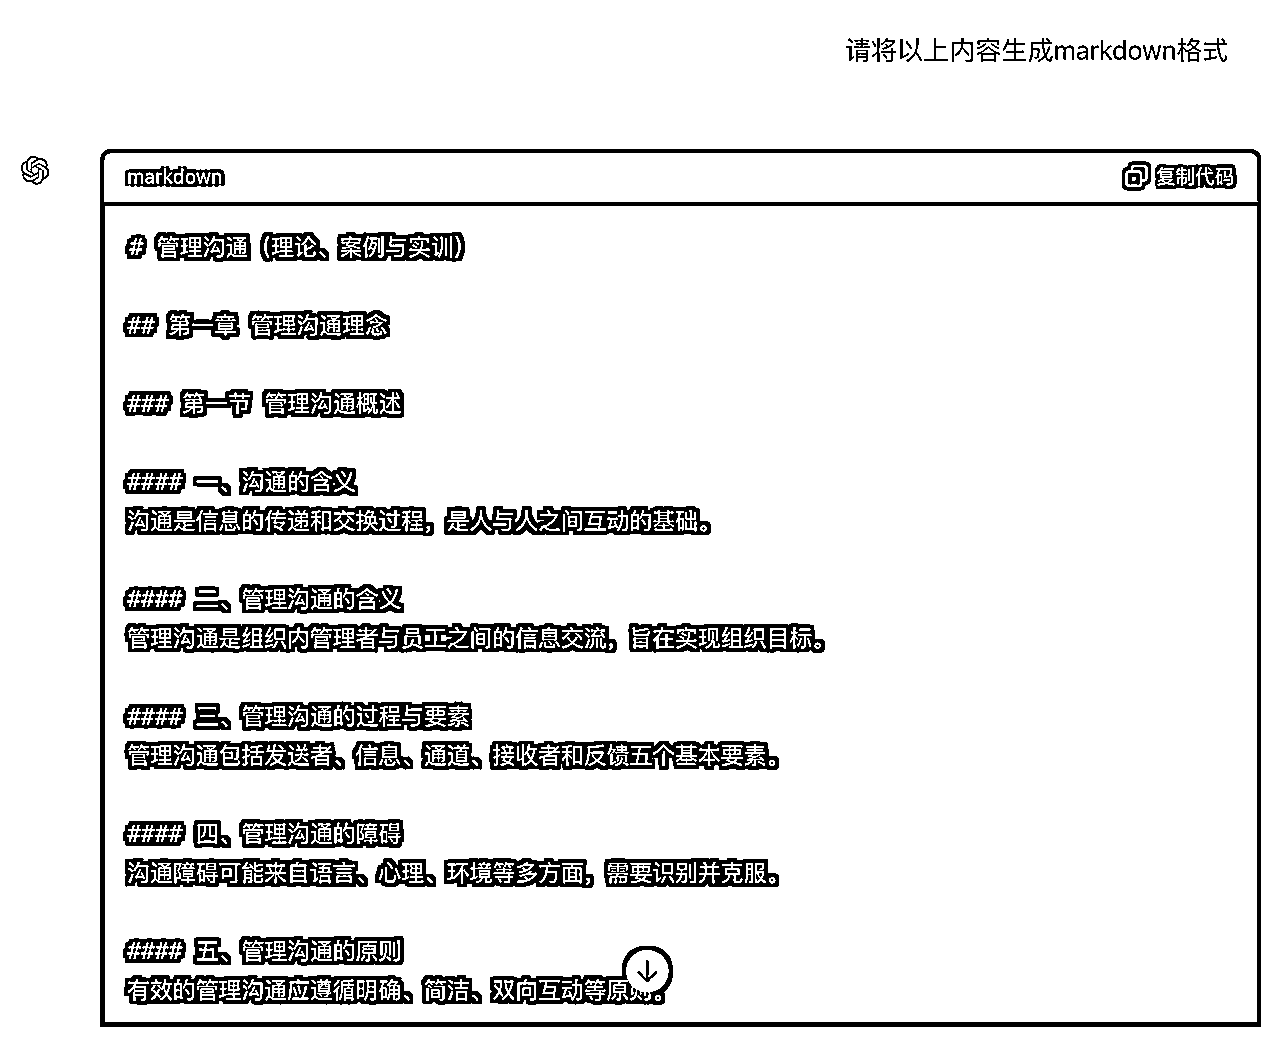 请将以上内容生成markdown格式
markdown
复制代码
# 管理沟通（理论、案例与实训）
## 第一章 管理沟通理念
### 第一节 管理沟通概述
#### 一、沟通的含义
沟通是信息的传递和交换过程，是人与人之间互动的基础。
#### 二、管理沟通的含义
管理沟通是组织内管理者与员工之间的信息交流，旨在实现组织目标。
#### 三、管理沟通的过程与要素
管理沟通包括发送者、信息、通道、接收者和反馈五个基本要素。
#### 四、管理沟通的障碍
沟通障碍可能来自语言、心理、环境等多方面，需要识别并克服。
#### 五、管理沟通的原则
有效的管理沟通应遵循明确、简洁、双向互动等原则。